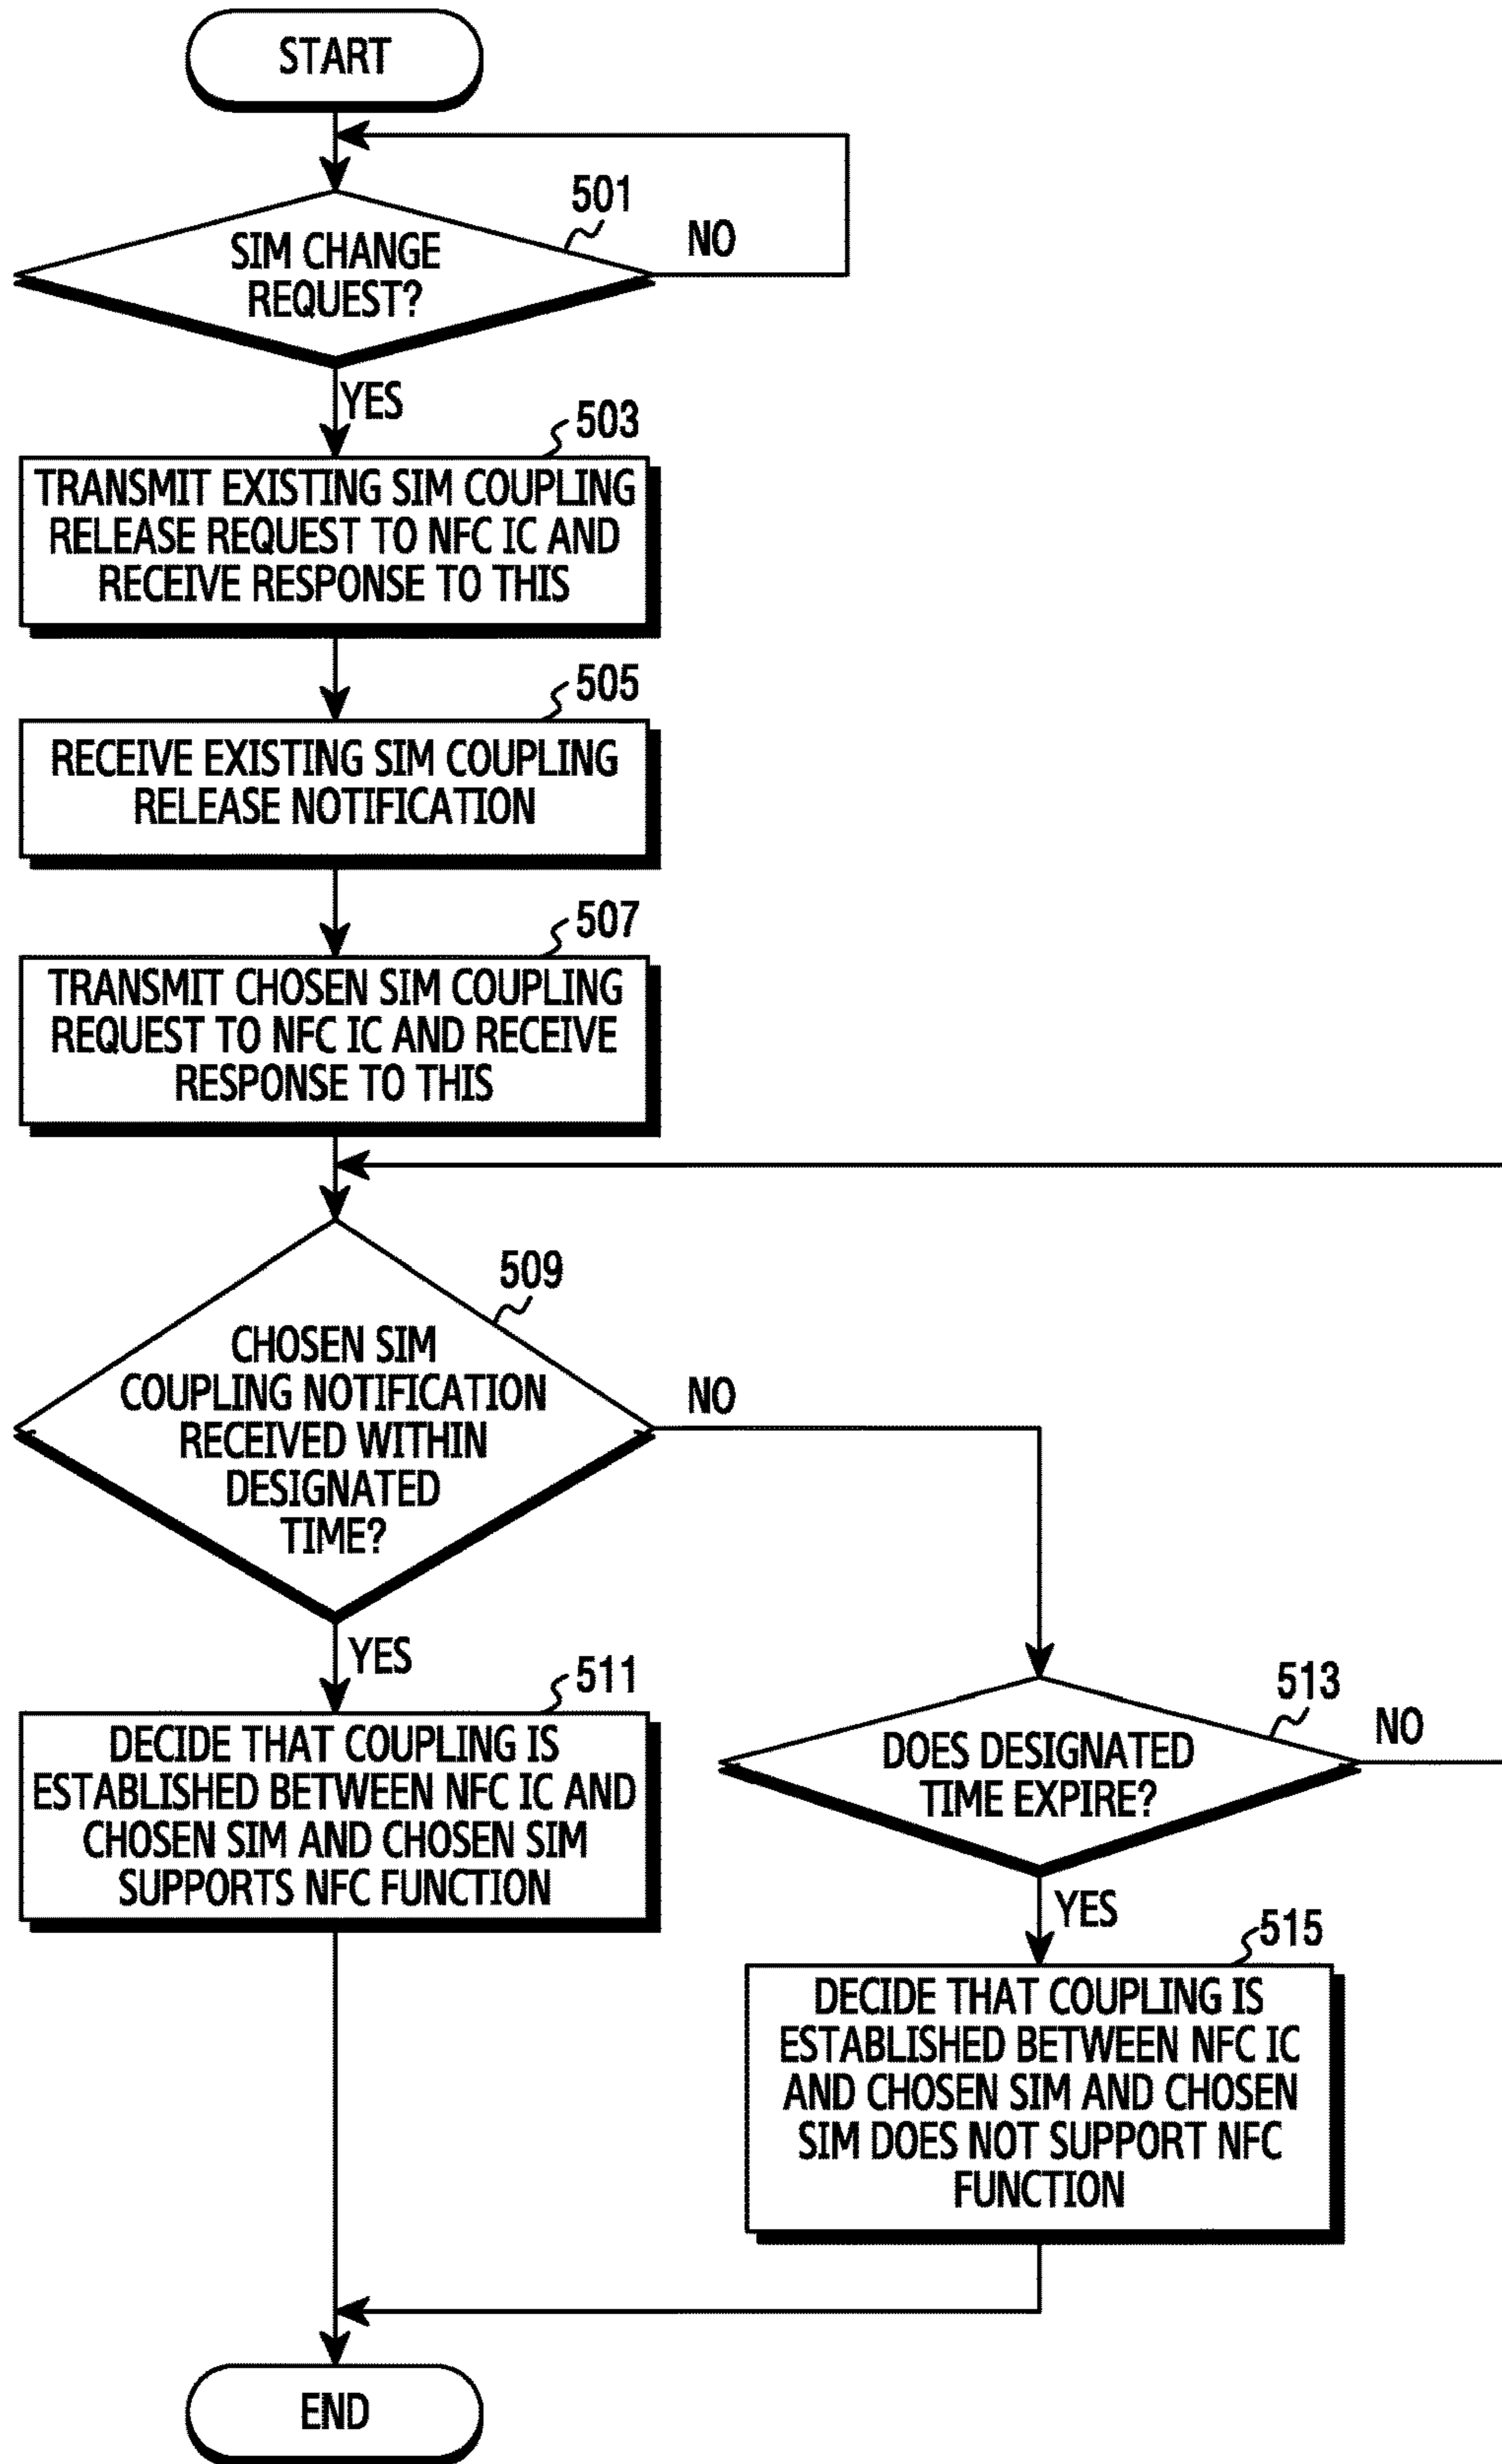 START
501
SIM CHANGE
REQUEST?
NO
YES
503
TRANSMIT EXISTING SIM COUPLING
RELEASE REQUEST TO NFC IC AND
RECEIVE RESPONSE TO THIS
505
RECEIVE EXISTING SIM COUPLING
RELEASE NOTIFICATION
507
TRANSMIT CHOSEN SIM COUPLING
REQUEST TO NFC IC AND RECEIVE
RESPONSE TO THIS
509
CHOSEN SIM
COUPLING NOTIFICATION
RECEIVED WITHIN
DESIGNATED
TIME?
NO
YES
511
DECIDE THAT COUPLING IS
ESTABLISHED BETWEEN NFC IC AND
CHOSEN SIM AND CHOSEN SIM
SUPPORTS NFC FUNCTION
513
DOES DESIGNATED
TIME EXPIRE?
NO
YES
515
DECIDE THAT COUPLING IS
ESTABLISHED BETWEEN NFC IC
AND CHOSEN SIM AND CHOSEN
SIM DOES NOT SUPPORT NFC
FUNCTION
END